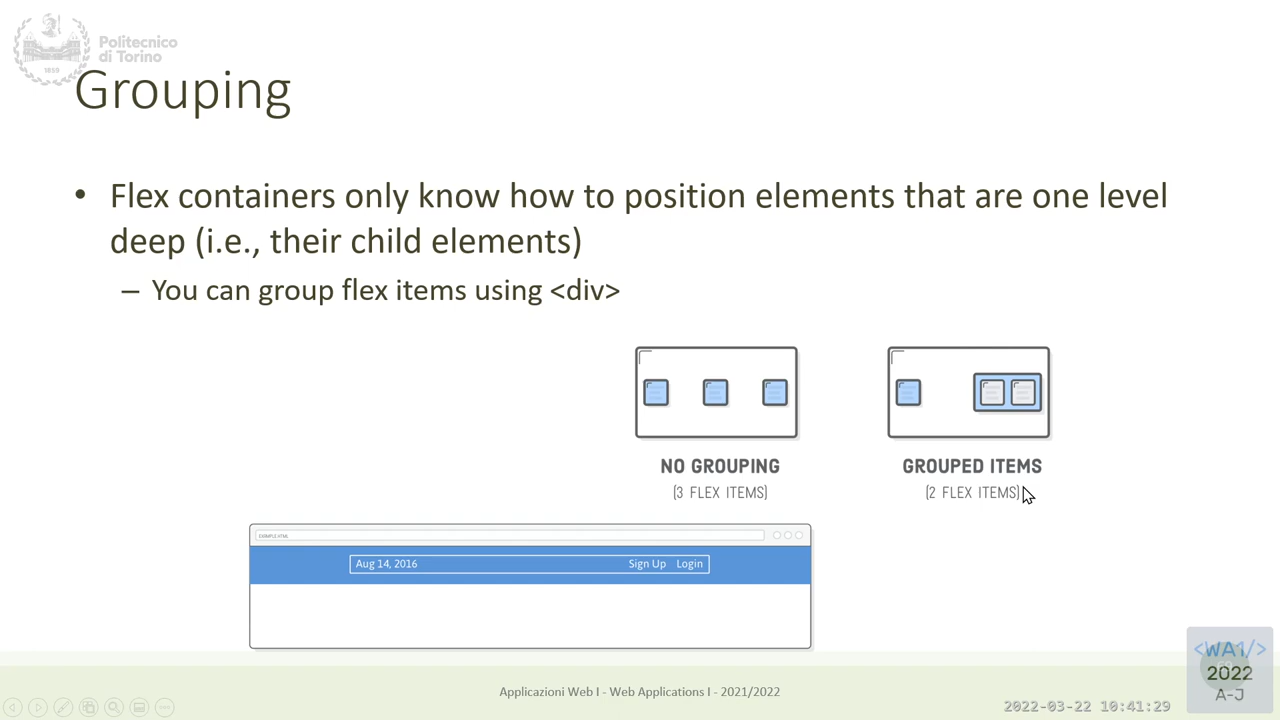 Politecnico
di Torino
1859
Grouping
• Flex containers only know how to position elements that are one level
deep (i.e., their child elements)
– You can group flex items using <div>
NO GROUPING
(3 FLEX ITEMS)
GROUPED ITEMS
(2 FLEX ITEMS)
EXAMPLE.HTML
Aug 14, 2016
Sign Up
Login
Applicazioni Web I - Web Applications I - 2021/2022
<WA1/>
2022
A-J
2022-03-22 10:41:29